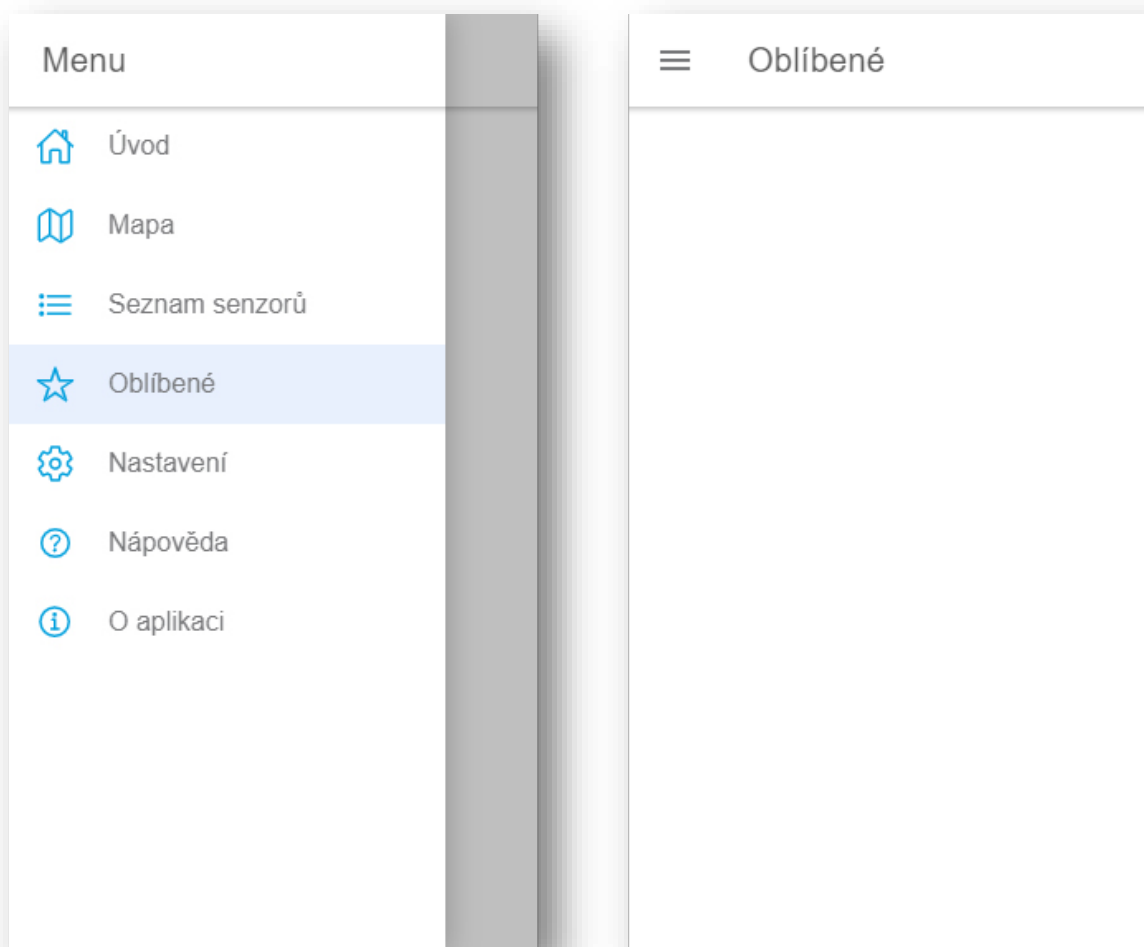 Menu
Úvod
Mapa
Seznam senzorů
Oblíbené
Nastavení
Nápověda
O aplikaci
Oblíbené